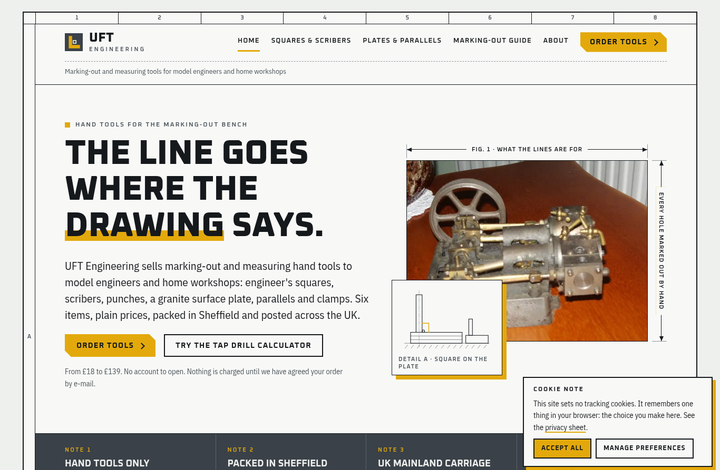 1 2 3 4 5 6 7 8
UFT
ENGINEERING
HOME SQUARES & SCRIBERS PLATES & PARALLELS MARKING-OUT GUIDE ABOUT ORDER TOOLS
Marking-out and measuring tools for model engineers and home workshops
HAND TOOLS FOR THE MARKING-OUT BENCH
THE LINE GOES
WHERE THE
DRAWING SAYS.
UFT Engineering sells marking-out and measuring hand tools to
model engineers and home workshops: engineer's squares,
scribers, punches, a granite surface plate, parallels and clamps. Six
items, plain prices, packed in Sheffield and posted across the UK.
ORDER TOOLS
TRY THE TAP DRILL CALCULATOR
From £18 to £139. No account to open. Nothing is charged until we have agreed your order
by e-mail.
FIG. 1 · WHAT THE LINES ARE FOR
EVERY HOLE MARKED OUT BY HAND
DETAIL A · SQUARE ON THE
PLATE
A
COOKIE NOTE
This site sets no tracking cookies. It remembers one
thing in your browser: the choice you make here. See
the privacy sheet.
ACCEPT ALL
MANAGE PREFERENCES
NOTE 1
HAND TOOLS ONLY
NOTE 2
PACKED IN SHEFFIELD
NOTE 3
UK MAINLAND CARRIAGE